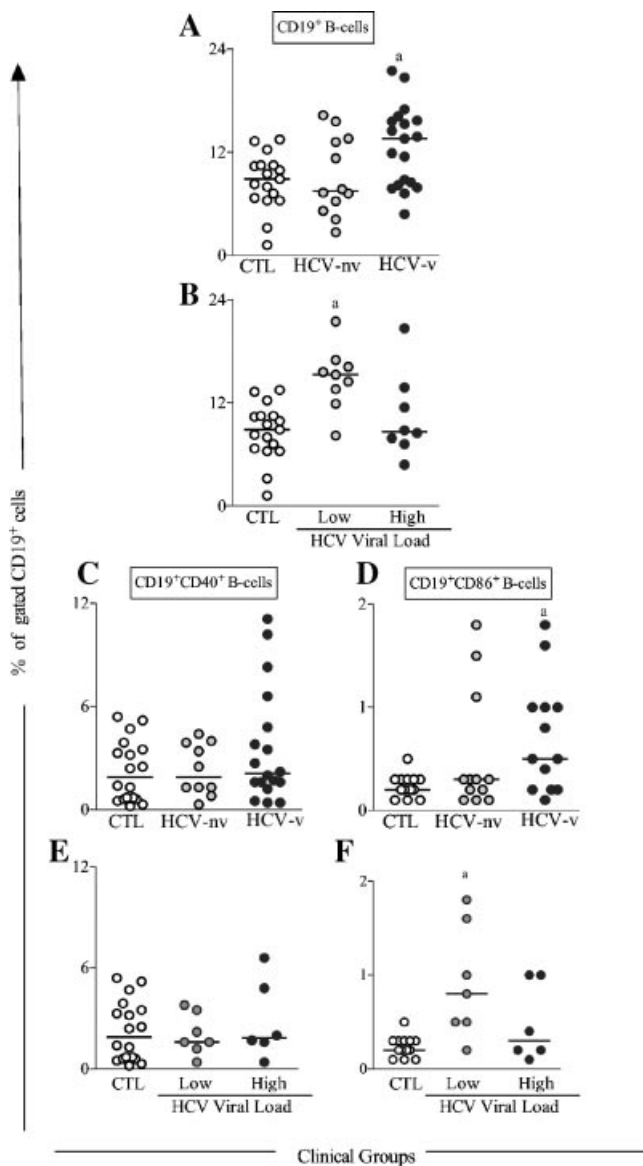 A
CD19⁺ B-cells
a
24
12
0
CTL HCV-nv HCV-v
B
a
24
12
0
CTL Low High
HCV Viral Load
% of gated CD19⁺ cells
C D
CD19⁺CD40⁺ B-cells CD19⁺CD86⁺ B-cells
a
12 2
6 1
0 0
CTL HCV-nv HCV-v CTL HCV-nv HCV-v
E F
a
12 2
6 1
0 0
CTL Low High CTL Low High
HCV Viral Load HCV Viral Load
Clinical Groups